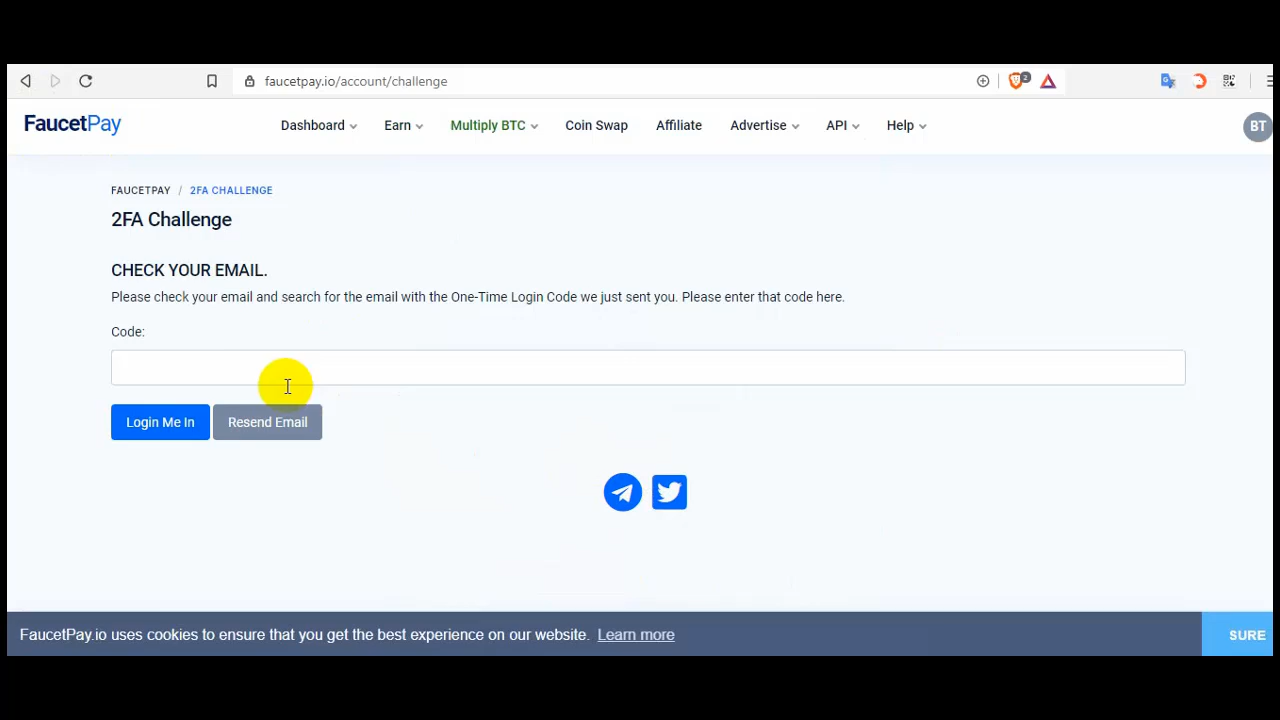 faucetpay.io/account/challenge
2
FaucetPay
Dashboard Earn Multiply BTC Coin Swap Affiliate Advertise API Help
BT
FAUCETPAY / 2FA CHALLENGE
2FA Challenge
CHECK YOUR EMAIL.
Please check your email and search for the email with the One-Time Login Code we just sent you. Please enter that code here.
Code:
Login Me In Resend Email
FaucetPay.io uses cookies to ensure that you get the best experience on our website. Learn more
SURE